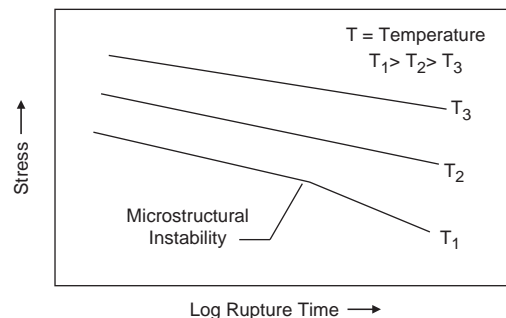 T = Temperature
T₁> T₂> T₃
T₃
T₂
T₁
Microstructural
Instability
Stress
Log Rupture Time